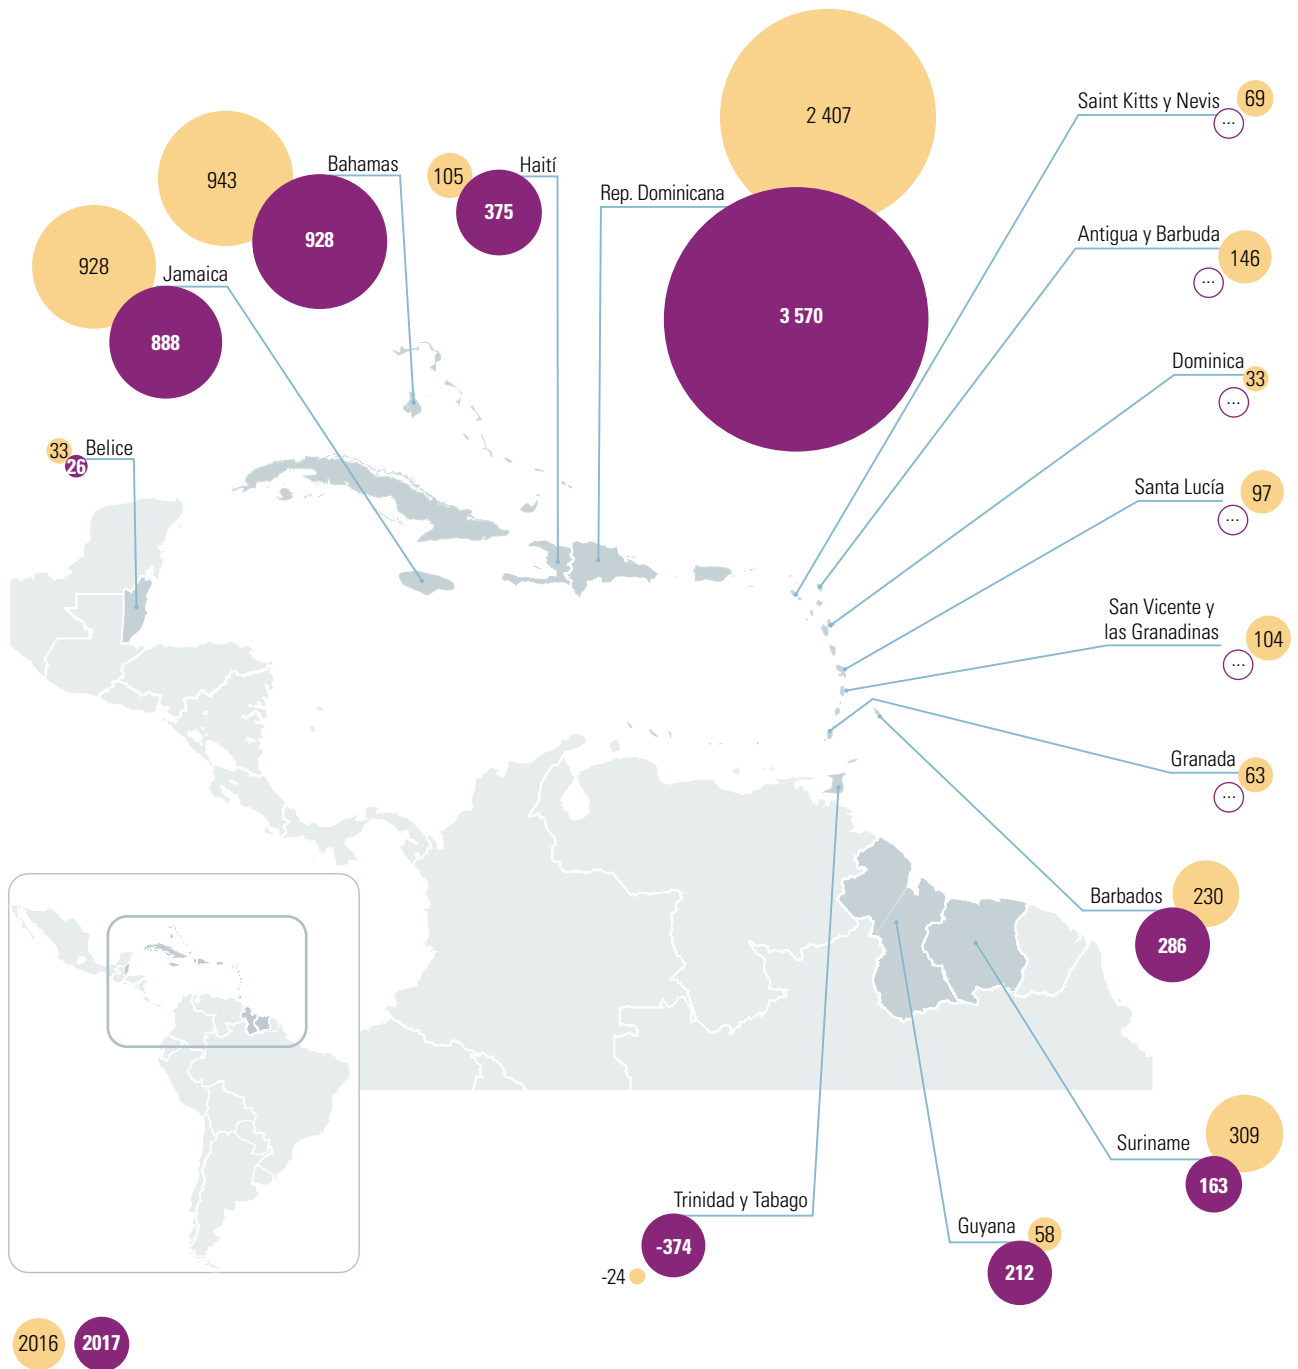 2 407
Saint Kitts y Nevis
69
...
943
Bahamas
928
105
Haití
375
Rep. Dominicana
3 570
Antigua y Barbuda
146
...
928
Jamaica
888
Dominica
33
...
33
Belice
26
Santa Lucía
97
...
San Vicente y
las Granadinas
104
...
Granada
63
...
Barbados
230
286
Suriname
309
163
Trinidad y Tabago
-374
-24
Guyana
58
212
2016
2017